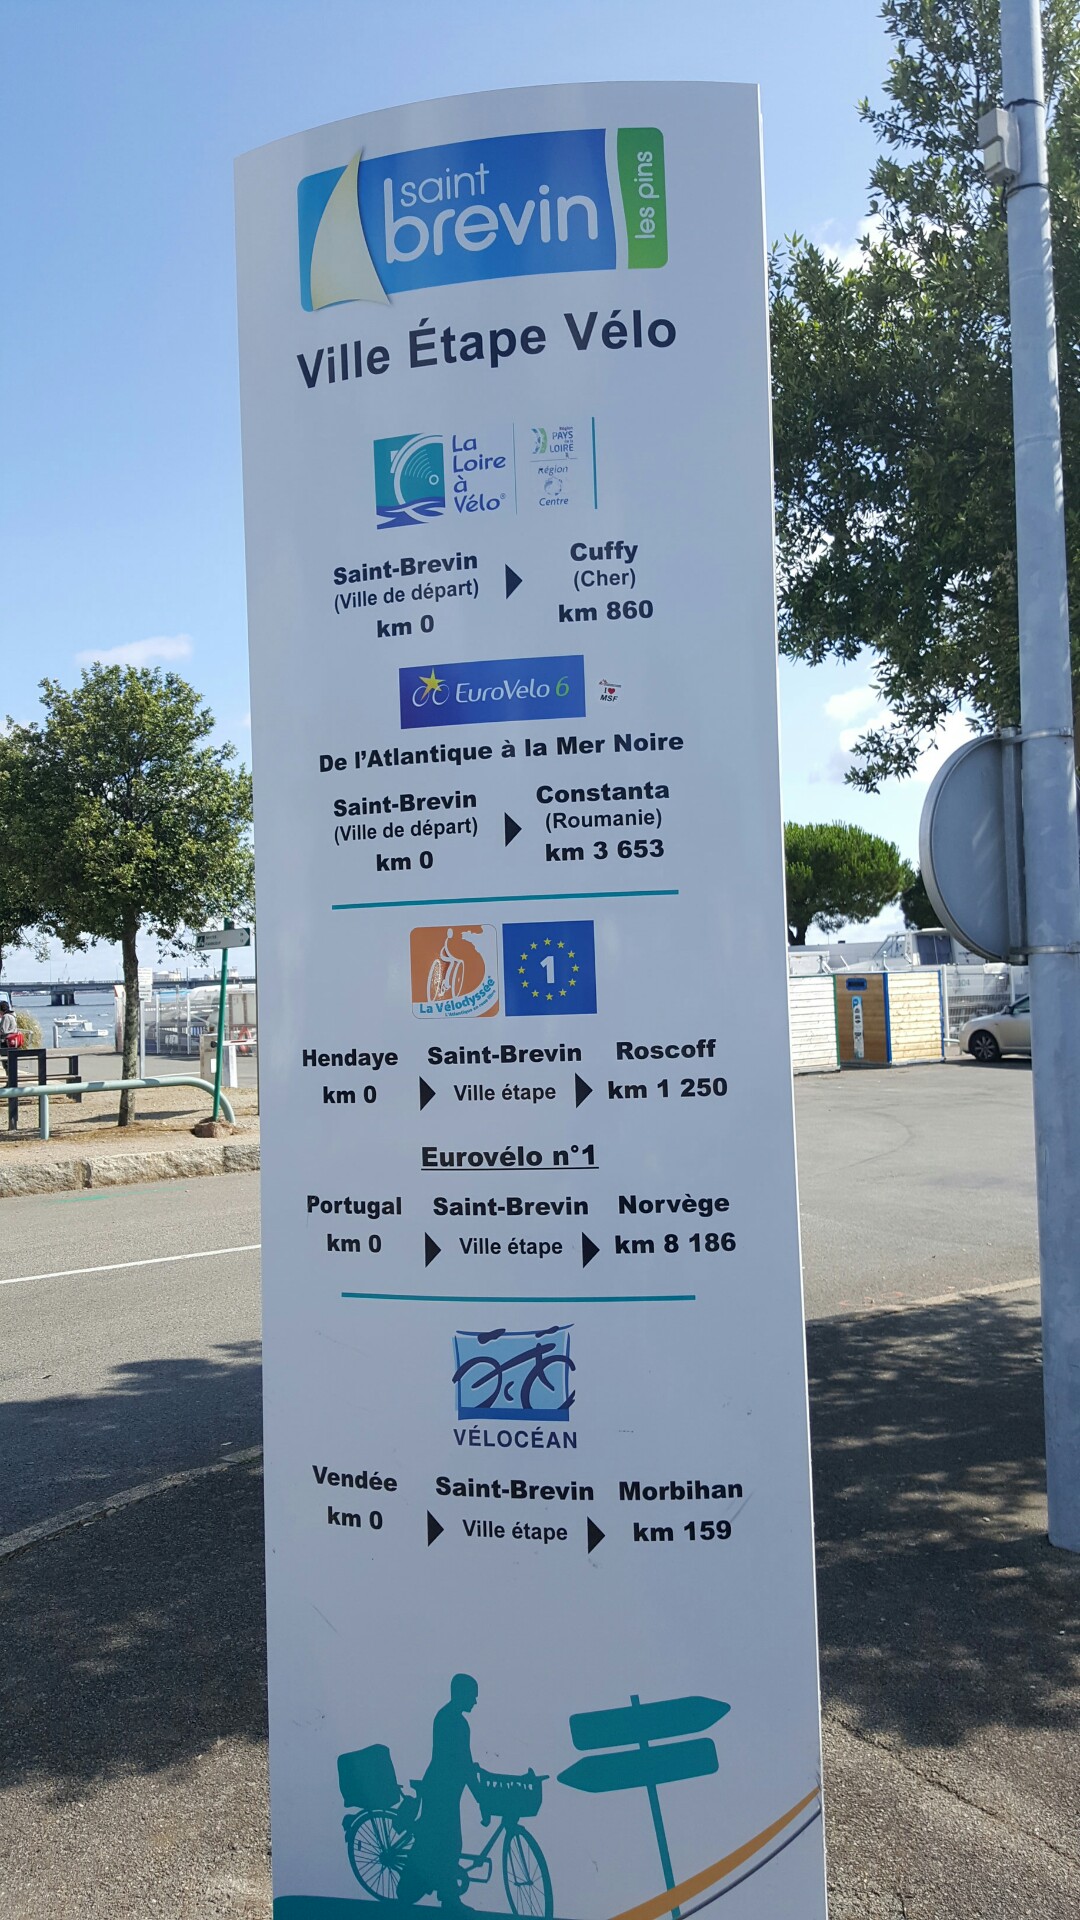 saint
brevin
les pins
Ville Étape Vélo
La
Loire
à
Vélo®
Région
PAYS
de la
LOIRE
Région
Centre
Saint-Brevin
(Ville de départ)
km 0
Cuffy
(Cher)
km 860
EuroVelo 6
I
MSF
De l'Atlantique à la Mer Noire
Saint-Brevin
(Ville de départ)
km 0
Constanta
(Roumanie)
km 3 653
La Vélodyssée
1
Hendaye
km 0
Saint-Brevin
Ville étape
Roscoff
km 1 250
Eurovélo n°1
Portugal
km 0
Saint-Brevin
Ville étape
Norvège
km 8 186
VÉLOCÉAN
Vendée
km 0
Saint-Brevin
Ville étape
Morbihan
km 159